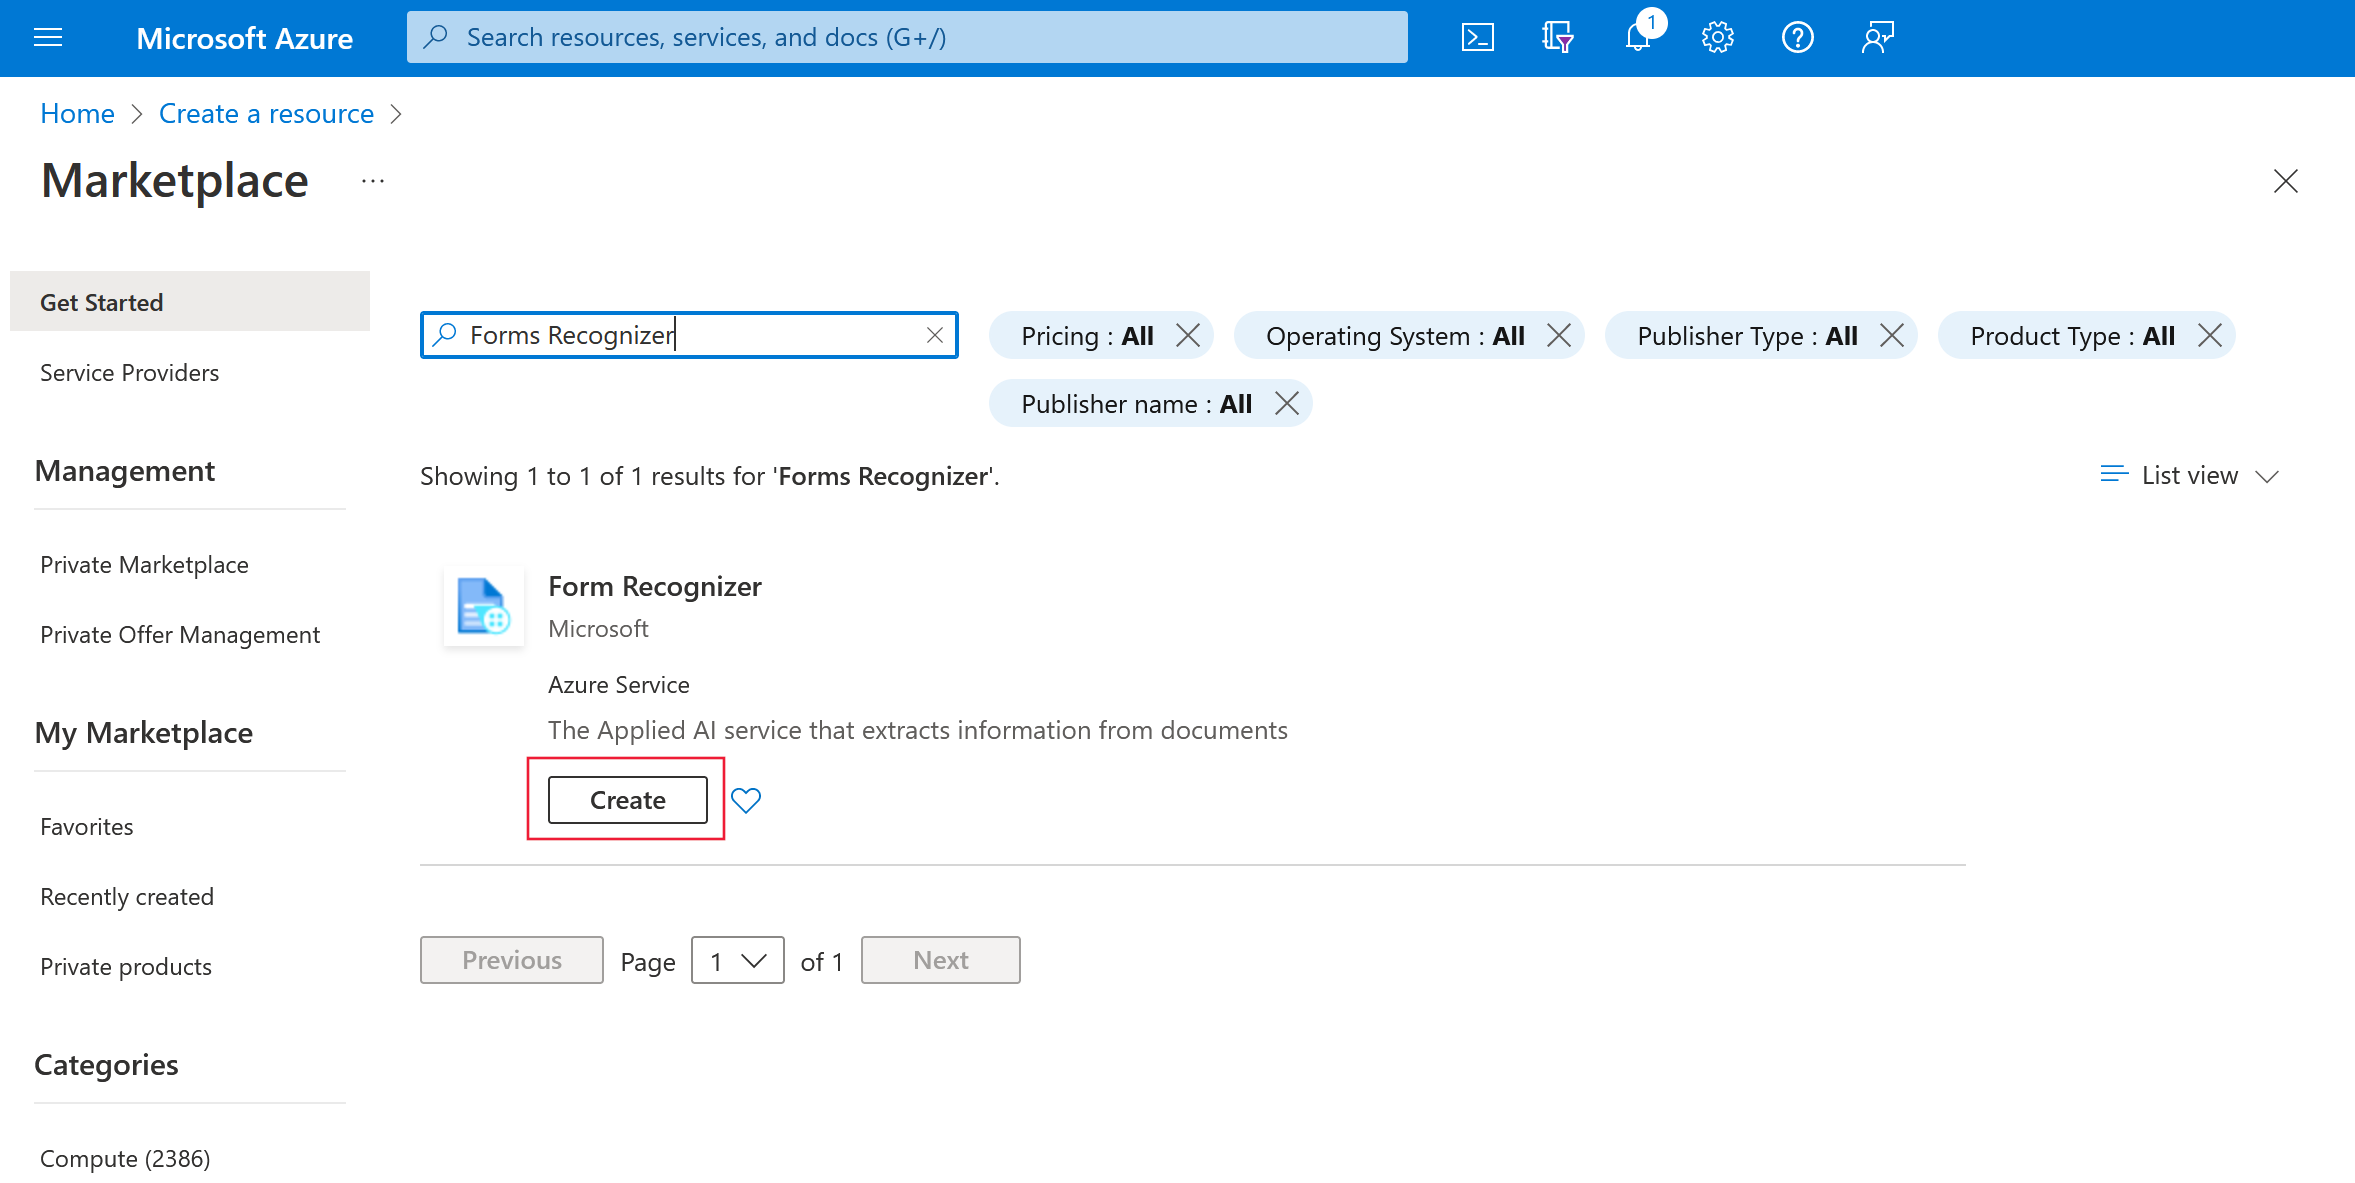 Microsoft Azure
Search resources, services, and docs (G+/)
1
Home > Create a resource >
Marketplace ...
Get Started
Service Providers
Management
Private Marketplace
Private Offer Management
My Marketplace
Favorites
Recently created
Private products
Categories
Compute (2386)
Forms Recognizer
Pricing : All
Operating System : All
Publisher Type : All
Product Type : All
Publisher name : All
Showing 1 to 1 of 1 results for 'Forms Recognizer'.
List view
Form Recognizer
Microsoft
Azure Service
The Applied AI service that extracts information from documents
Create
Previous Page 1 of 1 Next